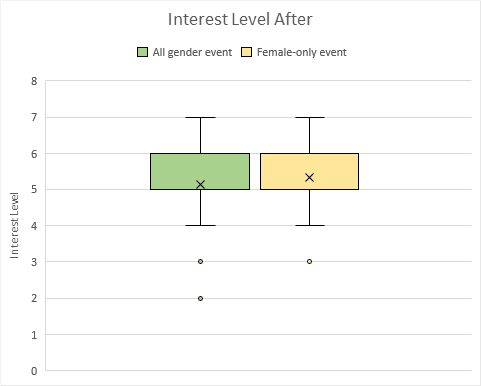 Interest Level After
All gender event
Female-only event
8
7
6
5
4
3
2
1
0
Interest Level